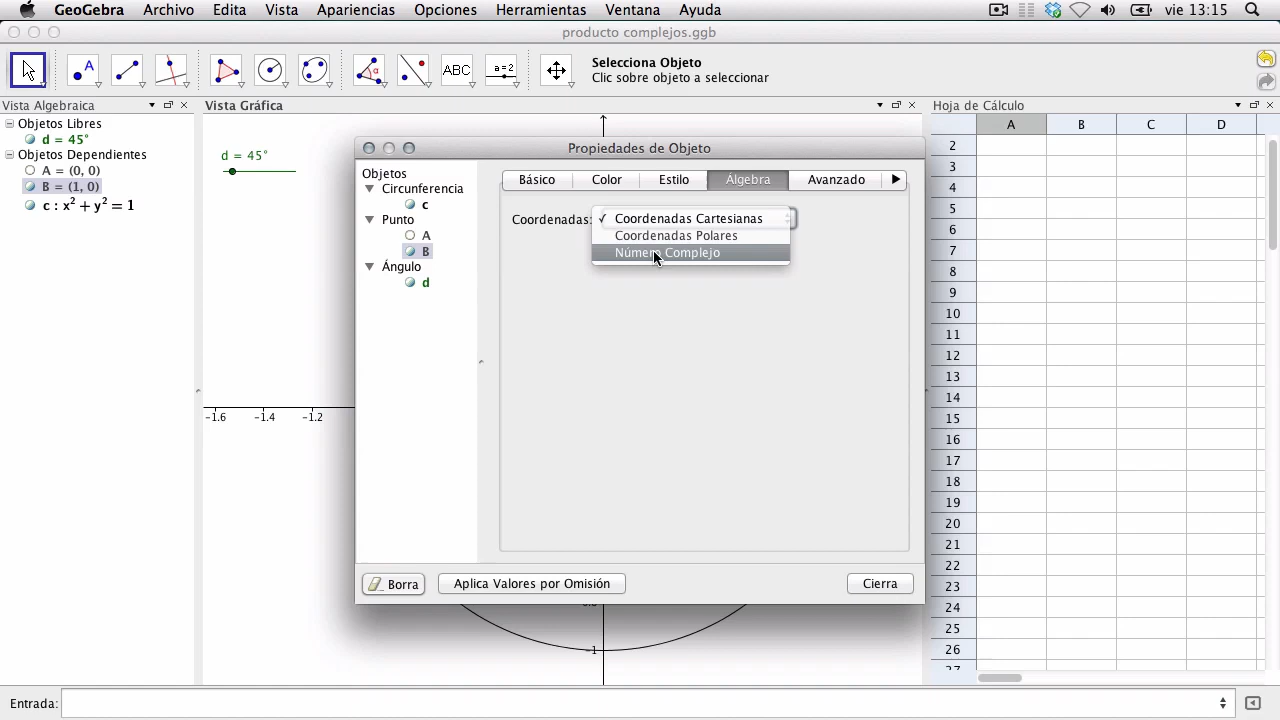 GeoGebra Archivo Edita Vista Apariencias Opciones Herramientas Ventana Ayuda vie 13:15
producto complejos.ggb
A
ABC
a=2
Selecciona Objeto
Clic sobre objeto a seleccionar
Vista Algebraica
Vista Gráfica
Hoja de Cálculo
Objetos Libres
d = 45°
Objetos Dependientes
A = (0, 0)
B = (1, 0)
c : x² + y² = 1
d = 45°
-1.6 -1.4 -1.2
-1
Propiedades de Objeto
Objetos
Circunferencia
c
Punto
A
B
Ángulo
d
Básico Color Estilo Álgebra Avanzado
Coordenadas: ✓ Coordenadas Cartesianas
Coordenadas Polares
Número Complejo
Borra Aplica Valores por Omisión Cierra
A B C D
2
3
4
5
6
7
8
9
10
11
12
13
14
15
16
17
18
19
20
21
22
23
24
25
26
27
Entrada: